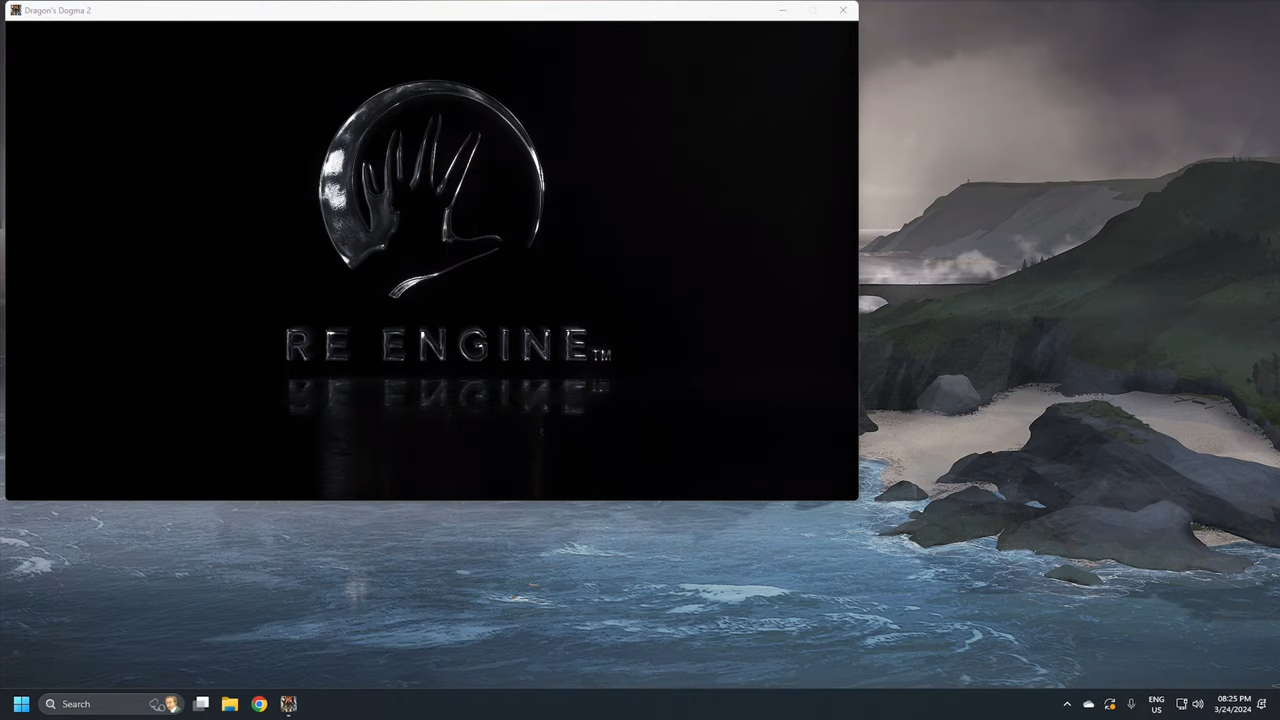 Dragon's Dogma 2
RE ENGINE™
Search
ENG
US
08:25 PM
3/24/2024